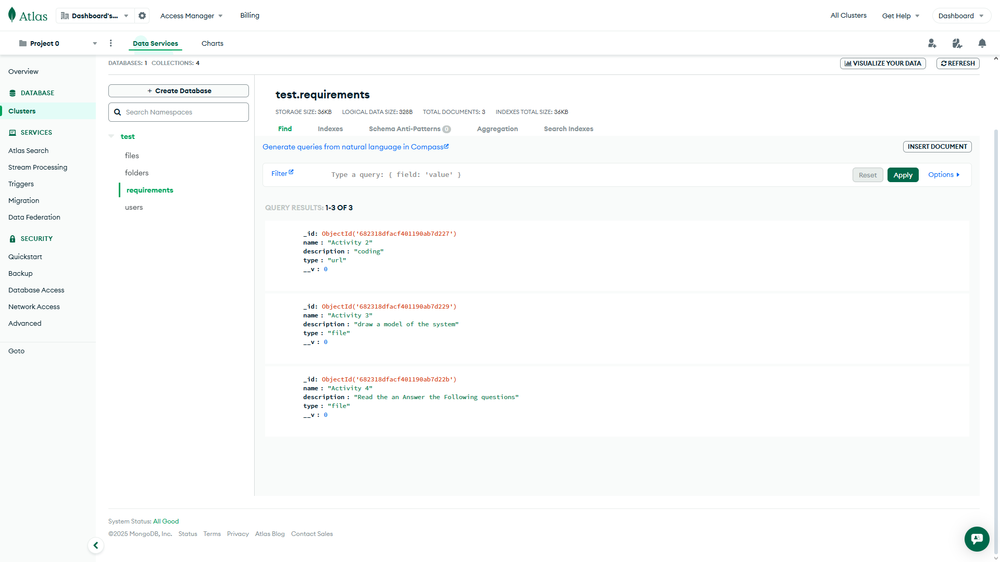 Atlas
Dashboard's...
Access Manager
Billing
All Clusters
Get Help
Dashboard
Project 0
Data Services
Charts
Overview
DATABASE
Clusters
SERVICES
Atlas Search
Stream Processing
Triggers
Migration
Data Federation
SECURITY
Quickstart
Backup
Database Access
Network Access
Advanced
Goto
DATABASES: 1 COLLECTIONS: 4
VISUALIZE YOUR DATA
REFRESH
+ Create Database
Search Namespaces
test
files
folders
requirements
users
test.requirements
STORAGE SIZE: 36KB LOGICAL DATA SIZE: 328B TOTAL DOCUMENTS: 3 INDEXES TOTAL SIZE: 36KB
Find Indexes Schema Anti-Patterns 0 Aggregation Search Indexes
Generate queries from natural language in Compass
INSERT DOCUMENT
Filter
Type a query: { field: 'value' }
Reset
Apply
Options
QUERY RESULTS: 1-3 OF 3
_id: ObjectId('682318dfacf401190ab7d227')
name : "Activity 2"
description : "coding"
type : "url"
__v : 0
_id: ObjectId('682318dfacf401190ab7d229')
name : "Activity 3"
description : "draw a model of the system"
type : "file"
__v : 0
_id: ObjectId('682318dfacf401190ab7d22b')
name : "Activity 4"
description : "Read the an Answer the Following questions"
type : "file"
__v : 0
System Status: All Good
©2025 MongoDB, Inc. Status Terms Privacy Atlas Blog Contact Sales